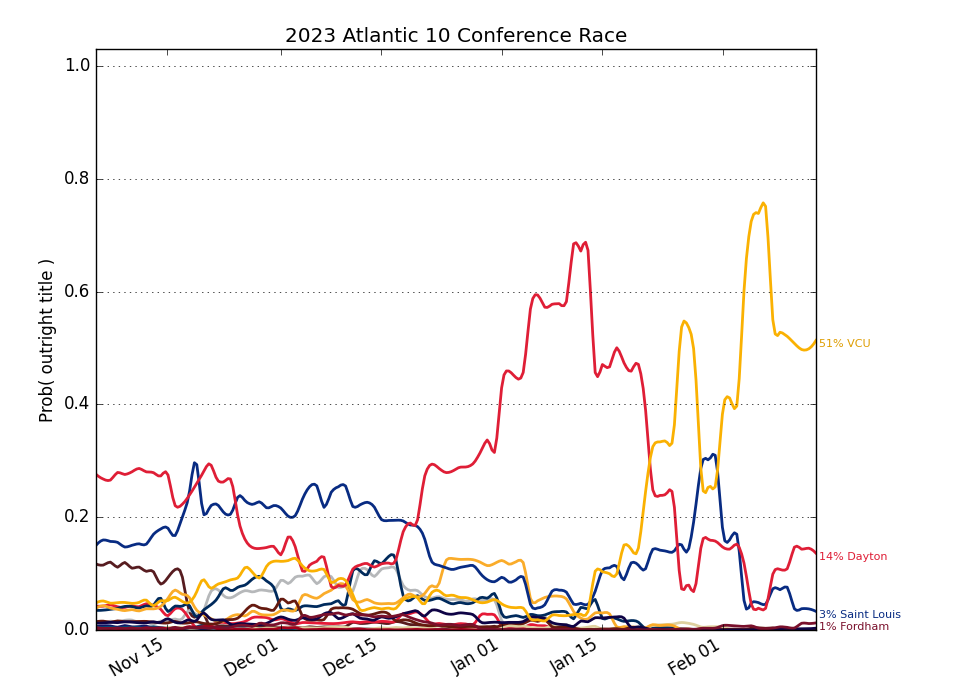 2023 Atlantic 10 Conference Race
Prob( outright title )
1.0
0.8
0.6
0.4
0.2
0.0
51% VCU
14% Dayton
3% Saint Louis
1% Fordham
Nov 15
Dec 01
Dec 15
Jan 01
Jan 15
Feb 01